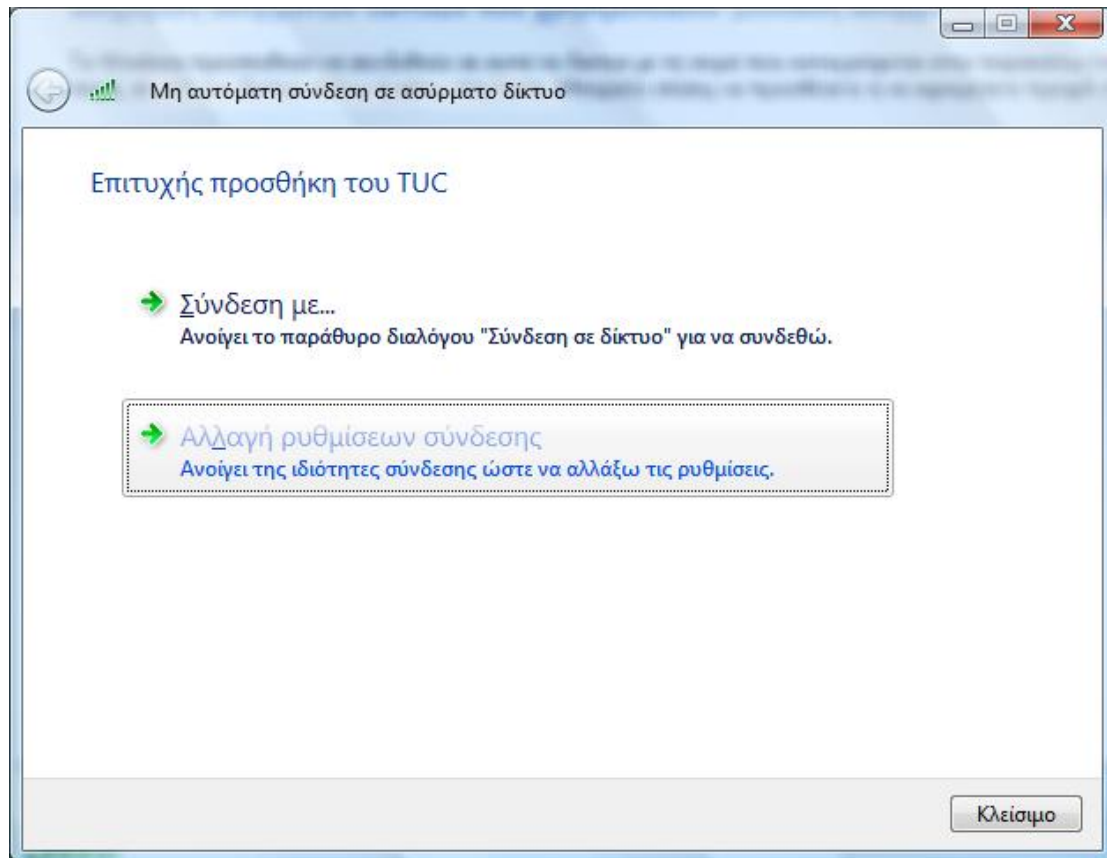 Μη αυτόματη σύνδεση σε ασύρματο δίκτυο
Επιτυχής προσθήκη του TUC
Σύνδεση με...
Ανοίγει το παράθυρο διαλόγου "Σύνδεση σε δίκτυο" για να συνδεθώ.
Αλλαγή ρυθμίσεων σύνδεσης
Ανοίγει της ιδιότητες σύνδεσης ώστε να αλλάξω τις ρυθμίσεις.
Κλείσιμο